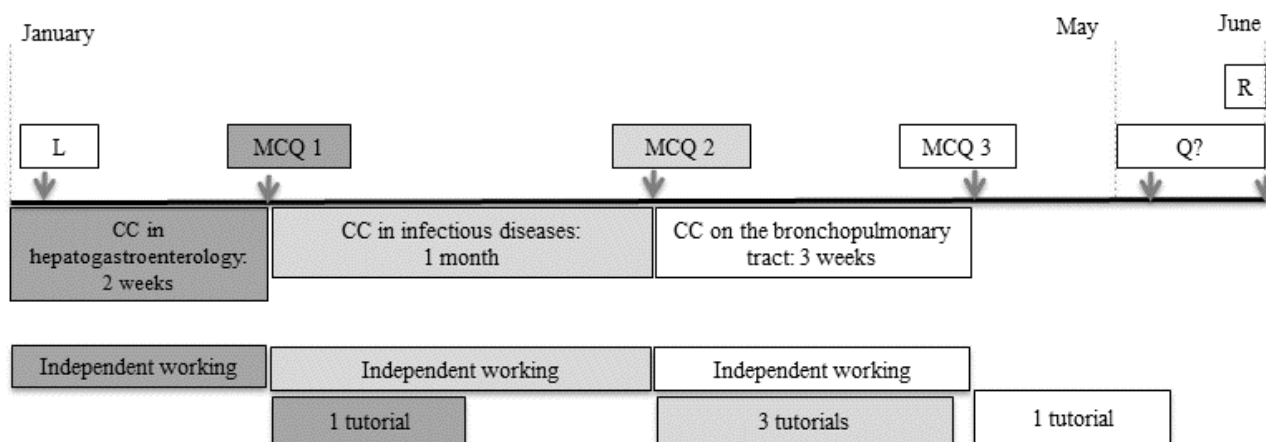 January
May
June
R
L
MCQ 1
MCQ 2
MCQ 3
Q?
CC in
hepatogastroenterology:
2 weeks
CC in infectious diseases:
1 month
CC on the bronchopulmonary
tract: 3 weeks
Independent working
Independent working
Independent working
1 tutorial
3 tutorials
1 tutorial